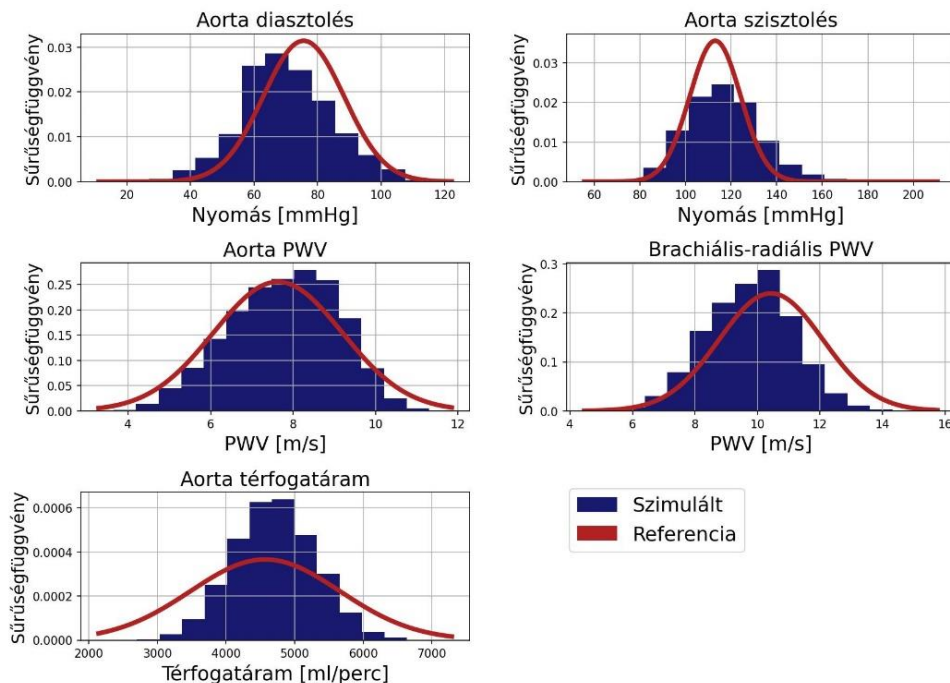 Aorta diasztolés
Sűrűségfüggvény
0.03
0.02
0.01
0.00
20 40 60 80 100 120
Nyomás [mmHg]
Aorta szisztolés
Sűrűségfüggvény
0.03
0.02
0.01
0.00
60 80 100 120 140 160 180 200
Nyomás [mmHg]
Aorta PWV
Sűrűségfüggvény
0.25
0.20
0.15
0.10
0.05
0.00
4 6 8 10 12
PWV [m/s]
Brachiális-radiális PWV
Sűrűségfüggvény
0.3
0.2
0.1
0.0
4 6 8 10 12 14 16
PWV [m/s]
Aorta térfogatáram
Sűrűségfüggvény
0.0006
0.0004
0.0002
0.0000
2000 3000 4000 5000 6000 7000
Térfogatáram [ml/perc]
Szimulált
Referencia